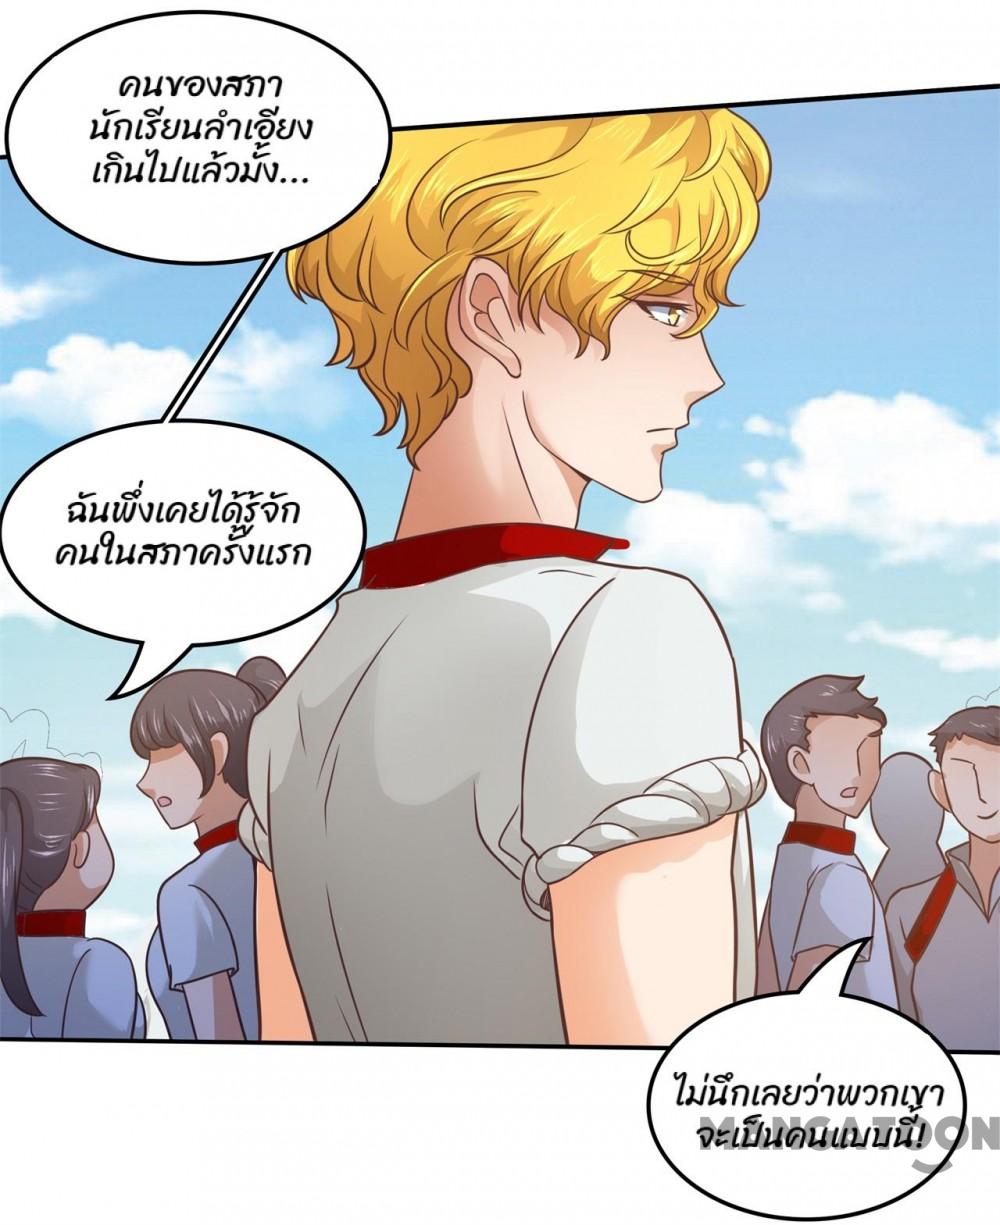 คนของสภา
นักเรียนลำเอียง
เกินไปแล้วมั้ง...
ฉันพึ่งเคยได้รู้จัก
คนในสภาครั้งแรก
ไม่นึกเลยว่าพวกเขา
จะเป็นคนแบบนี้!
MANGATOON